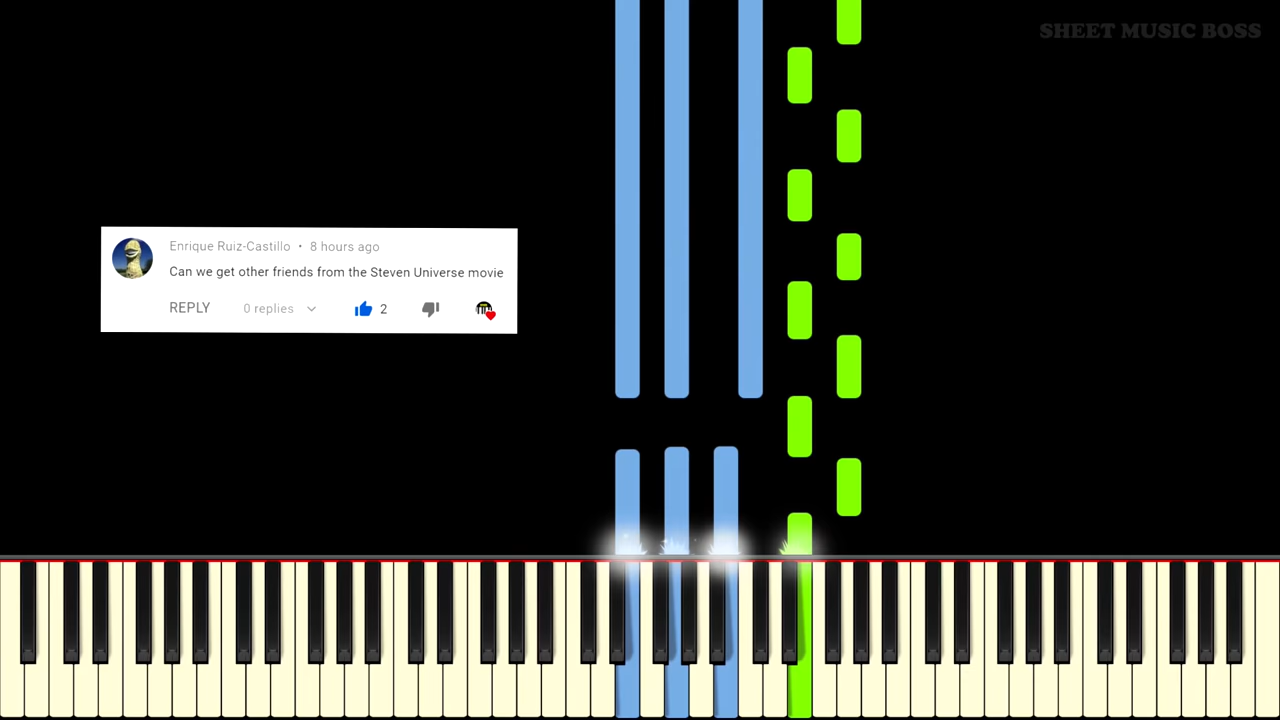 SHEET MUSIC BOSS
Enrique Ruiz-Castillo • 8 hours ago
Can we get other friends from the Steven Universe movie
REPLY 0 replies 2